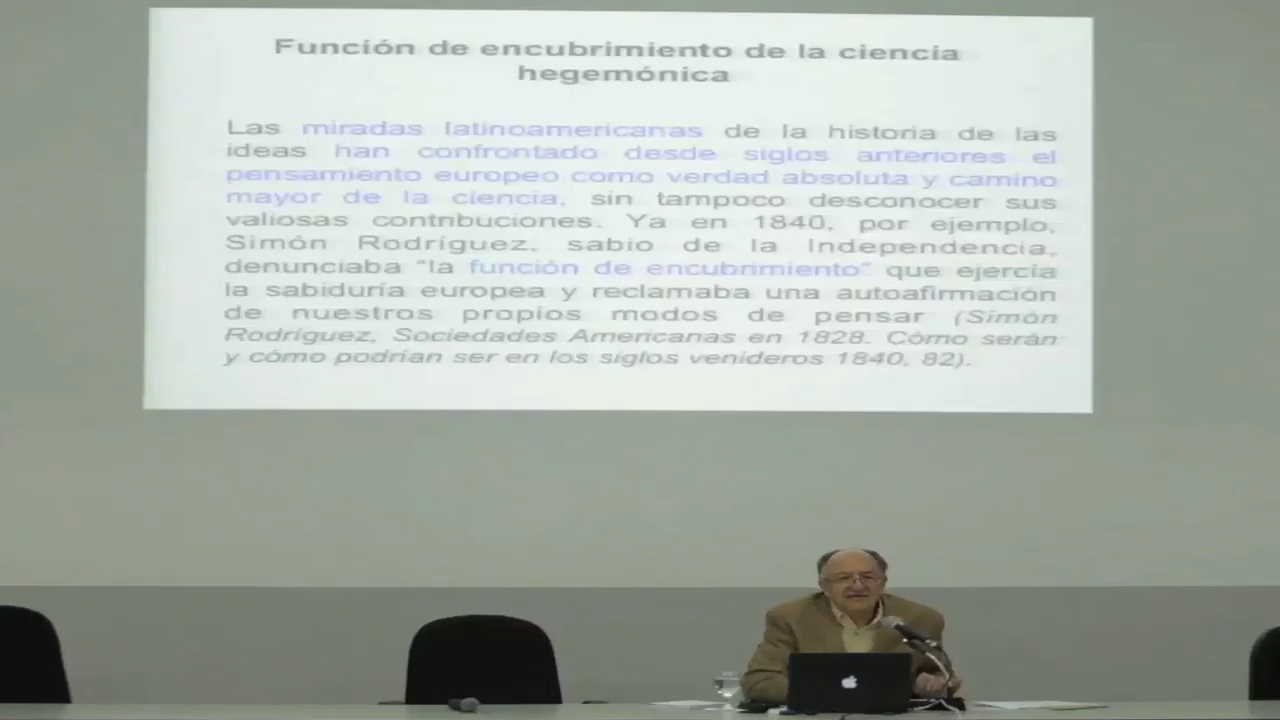 Función de encubrimiento de la ciencia
hegemónica
Las miradas latinoamericanas de la historia de las
ideas han confrontado desde siglos anteriores el
pensamiento europeo como verdad absoluta y camino
mayor de la ciencia, sin tampoco desconocer sus
valiosas contribuciones. Ya en 1840, por ejemplo,
Simón Rodríguez, sabio de la Independencia,
denunciaba "la función de encubrimiento" que ejercía
la sabiduría europea y reclamaba una autoafirmación
de nuestros propios modos de pensar (Simón
Rodríguez, Sociedades Americanas en 1828. Cómo serán
y cómo podrían ser en los siglos venideros 1840, 82).